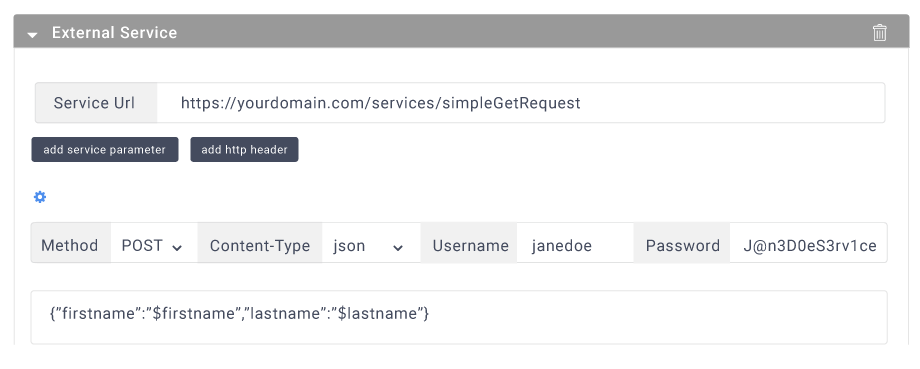 External Service
Service Url https://yourdomain.com/services/simpleGetRequest
add service parameter add http header
Method POST Content-Type json Username janedoe Password J@n3D0eS3rv1ce
{”firstname”:”$firstname”,”lastname”:”$lastname”}